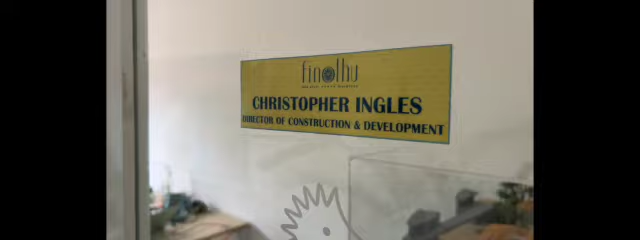 finolhu
CHRISTOPHER INGLES
DIRECTOR OF CONSTRUCTION & DEVELOPMENT